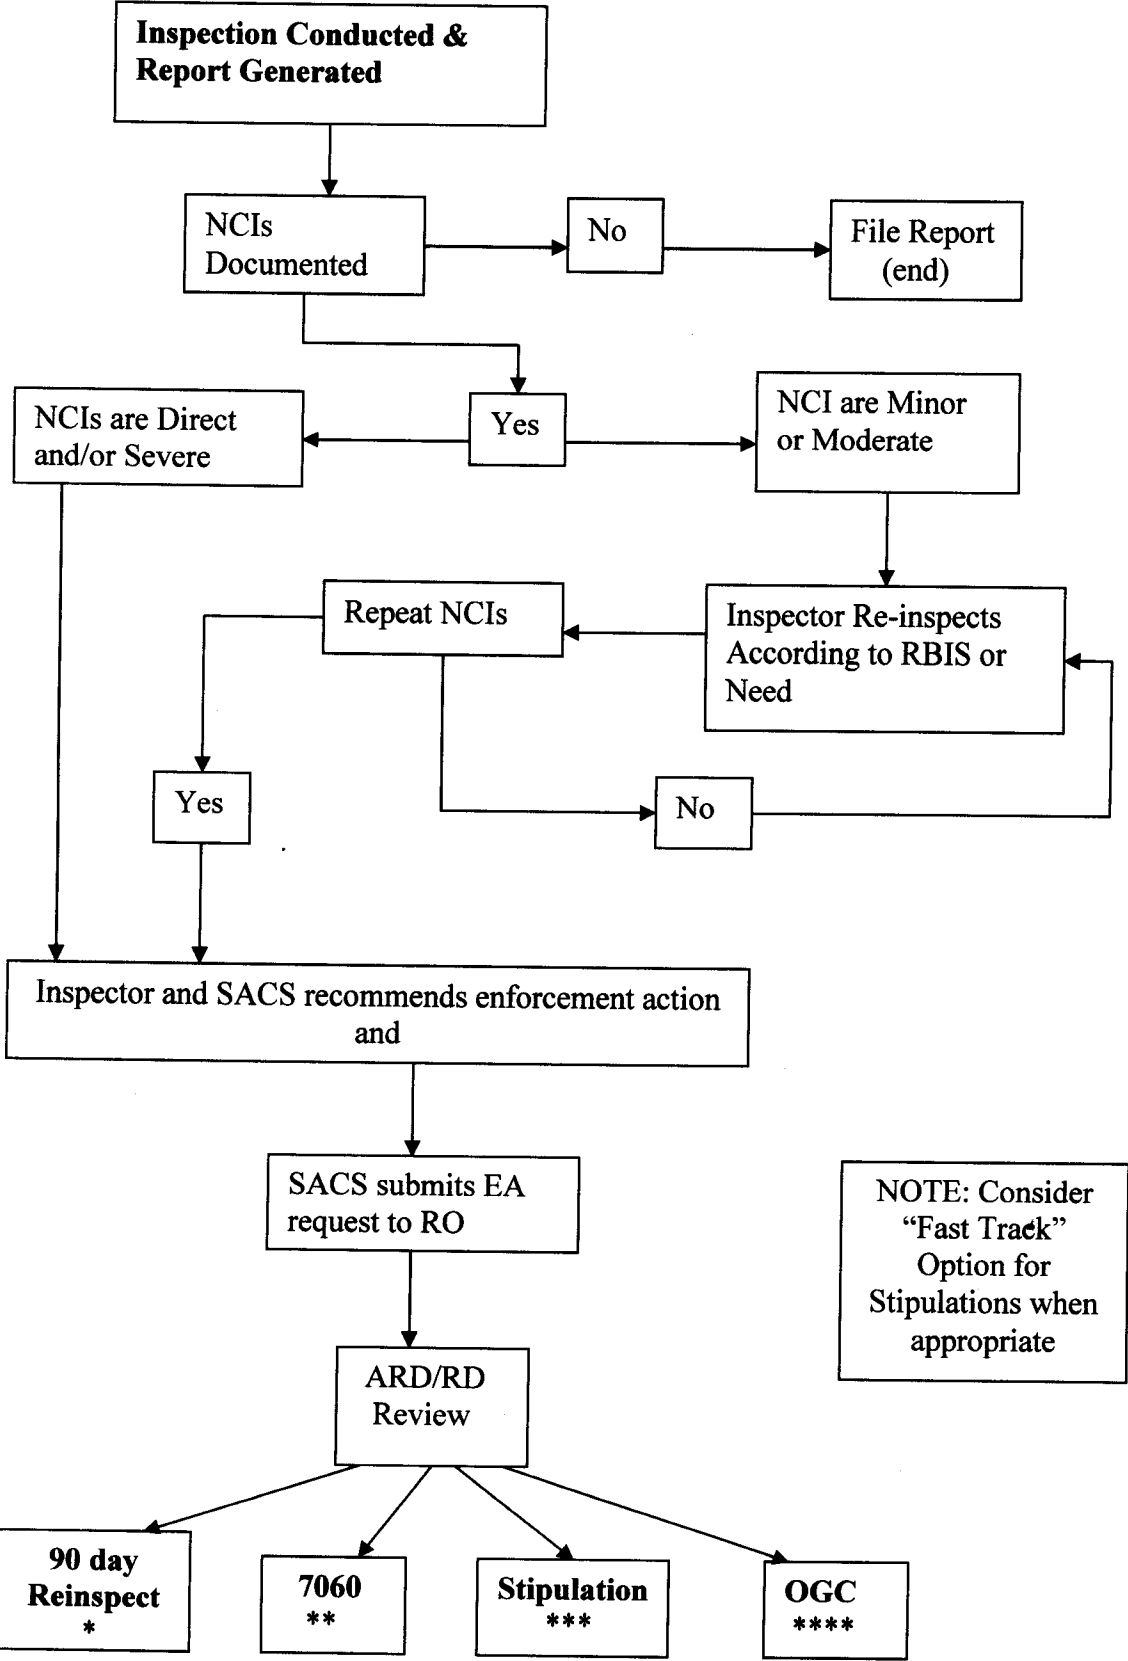 Inspection Conducted &
Report Generated
NCIs
Documented
No
File Report
(end)
NCIs are Direct
and/or Severe
Yes
NCI are Minor
or Moderate
Repeat NCIs
Inspector Re-inspects
According to RBIS or
Need
Yes
No
Inspector and SACS recommends enforcement action
and
SACS submits EA
request to RO
NOTE: Consider
“Fast Track”
Option for
Stipulations when
appropriate
ARD/RD
Review
90 day
Reinspect
*
7060
**
Stipulation
***
OGC
****